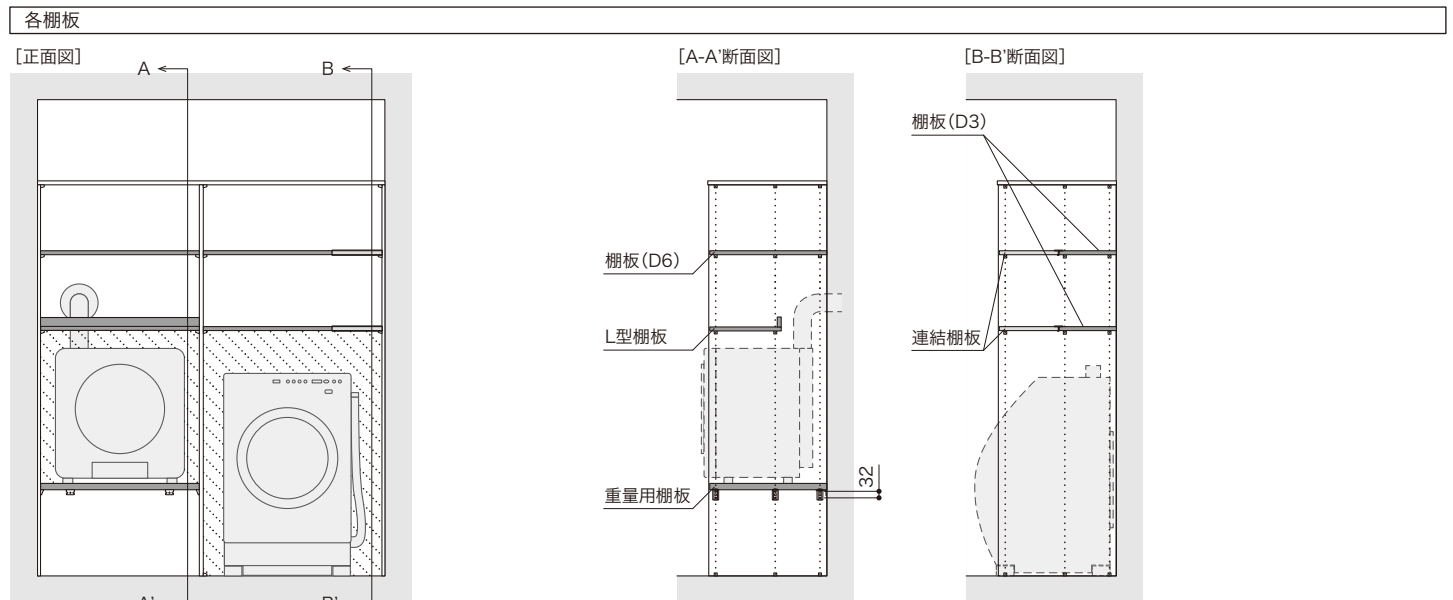 各棚板
[正面図]
A
B
A'
B'
[A-A'断面図]
棚板(D6)
L型棚板
重量用棚板
32
[B-B'断面図]
棚板(D3)
連結棚板